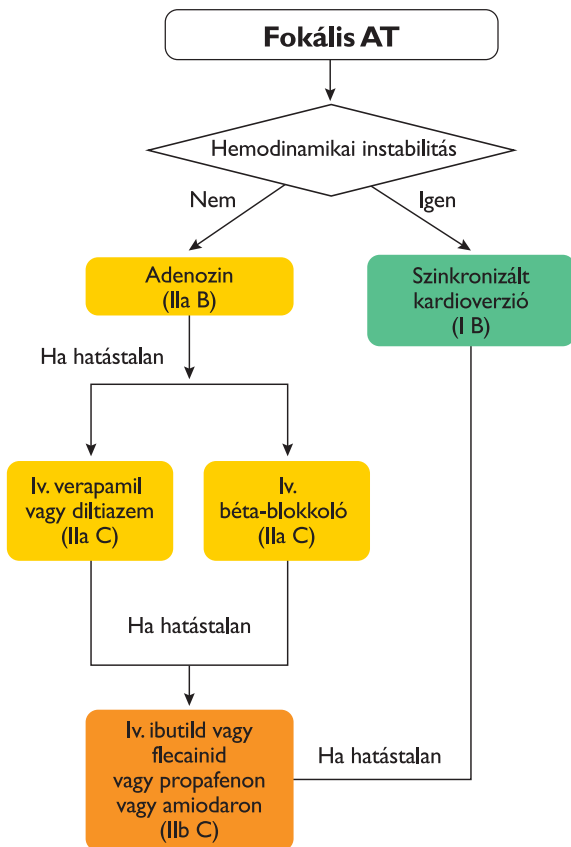 Fokális AT
Hemodinamikai instabilitás
Nem
Igen
Adenozin
(IIa B)
Szinkronizált
kardioverzió
(I B)
Ha hatástalan
Iv. verapamil
vagy diltiazem
(IIa C)
Iv.
béta-blokkoló
(IIa C)
Ha hatástalan
Iv. ibutild vagy
flecainid
vagy propafenon
vagy amiodaron
(IIb C)
Ha hatástalan